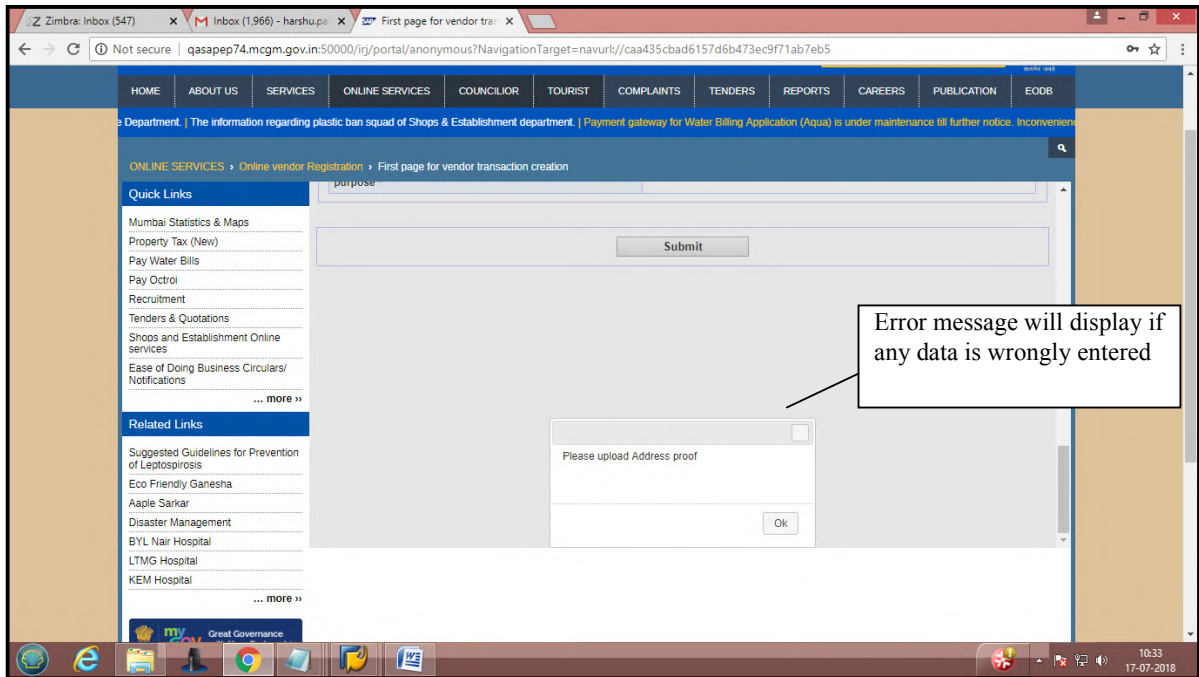 Zimbra: Inbox (547)
Inbox (1,966) - harshu.pa
First page for vendor tran
Not secure | qasapep74.mcgm.gov.in:50000/irj/portal/anonymous?NavigationTarget=navurl://caa435cbad6157d6b473ec9f71ab7eb5
HOME ABOUT US SERVICES ONLINE SERVICES COUNCILIOR TOURIST COMPLAINTS TENDERS REPORTS CAREERS PUBLICATION EODB
e Department. | The information regarding plastic ban squad of Shops & Establishment department. | Payment gateway for Water Billing Application (Aqua) is under maintenance till further notice. Inconvenienc
ONLINE SERVICES › Online vendor Registration › First page for vendor transaction creation
Quick Links
Mumbai Statistics & Maps
Property Tax (New)
Pay Water Bills
Pay Octroi
Recruitment
Tenders & Quotations
Shops and Establishment Online
services
Ease of Doing Business Circulars/
Notifications
... more ››
Related Links
Suggested Guidelines for Prevention
of Leptospirosis
Eco Friendly Ganesha
Aaple Sarkar
Disaster Management
BYL Nair Hospital
LTMG Hospital
KEM Hospital
... more ››
my
Great Governance
purpose
Submit
Error message will display if
any data is wrongly entered
Please upload Address proof
Ok
10:33
17-07-2018